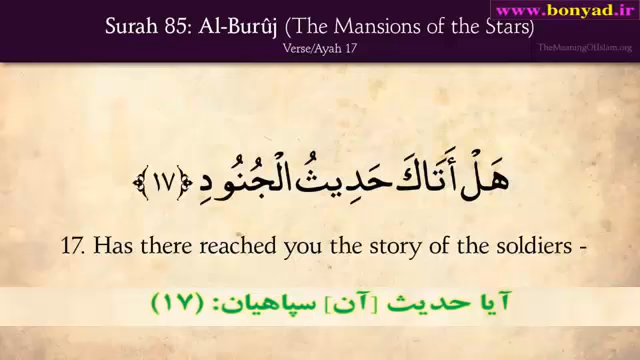 Surah 85: Al-Burûj (The Mansions of the Stars)
www.bonyad.ir
Verse/Ayah 17
TheMeaningOfIslam.org
هَلْ أَتَاكَ حَدِيثُ الْجُنُودِ ﴿١٧﴾
17. Has there reached you the story of the soldiers -
آیا حدیث [آن] سپاهیان: (۱۷)